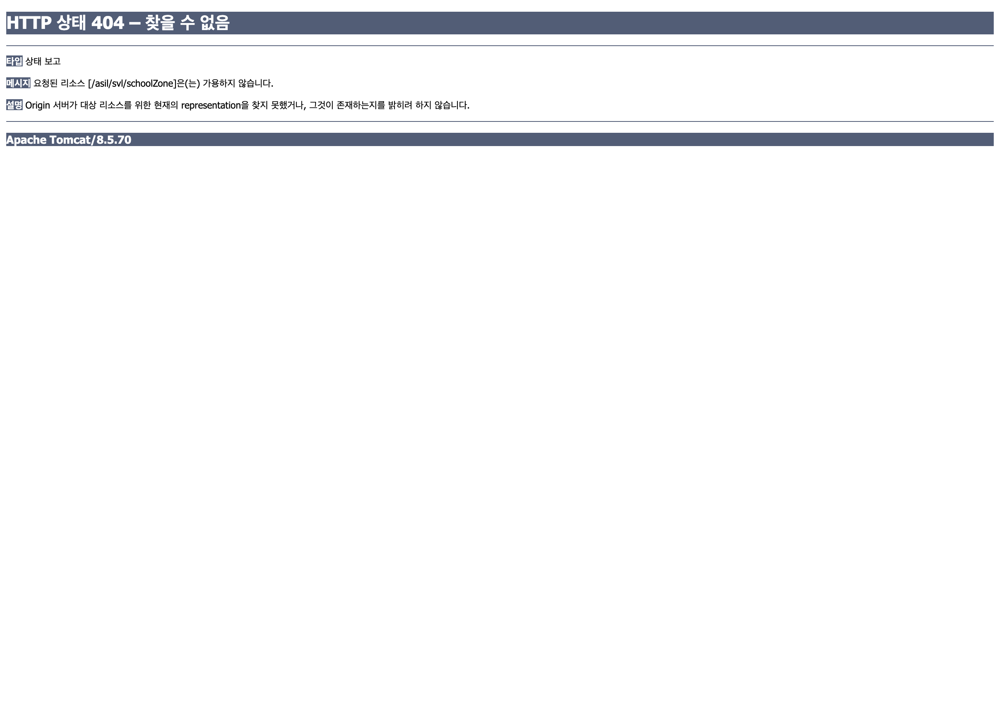 HTTP 상태 404 – 찾을 수 없음
타입 상태 보고
메시지 요청된 리소스 [/asil/svl/schoolZone]은(는) 가용하지 않습니다.
설명 Origin 서버가 대상 리소스를 위한 현재의 representation을 찾지 못했거나, 그것이 존재하는지를 밝히려 하지 않습니다.
Apache Tomcat/8.5.70